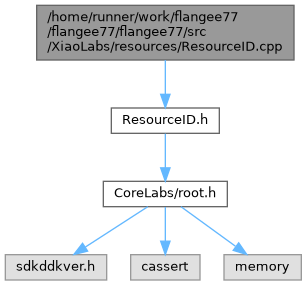 /home/runner/work/flangee77
/flangee77/flangee77/src
/XiaoLabs/resources/ResourceID.cpp
ResourceID.h
CoreLabs/root.h
sdkddkver.h
cassert
memory